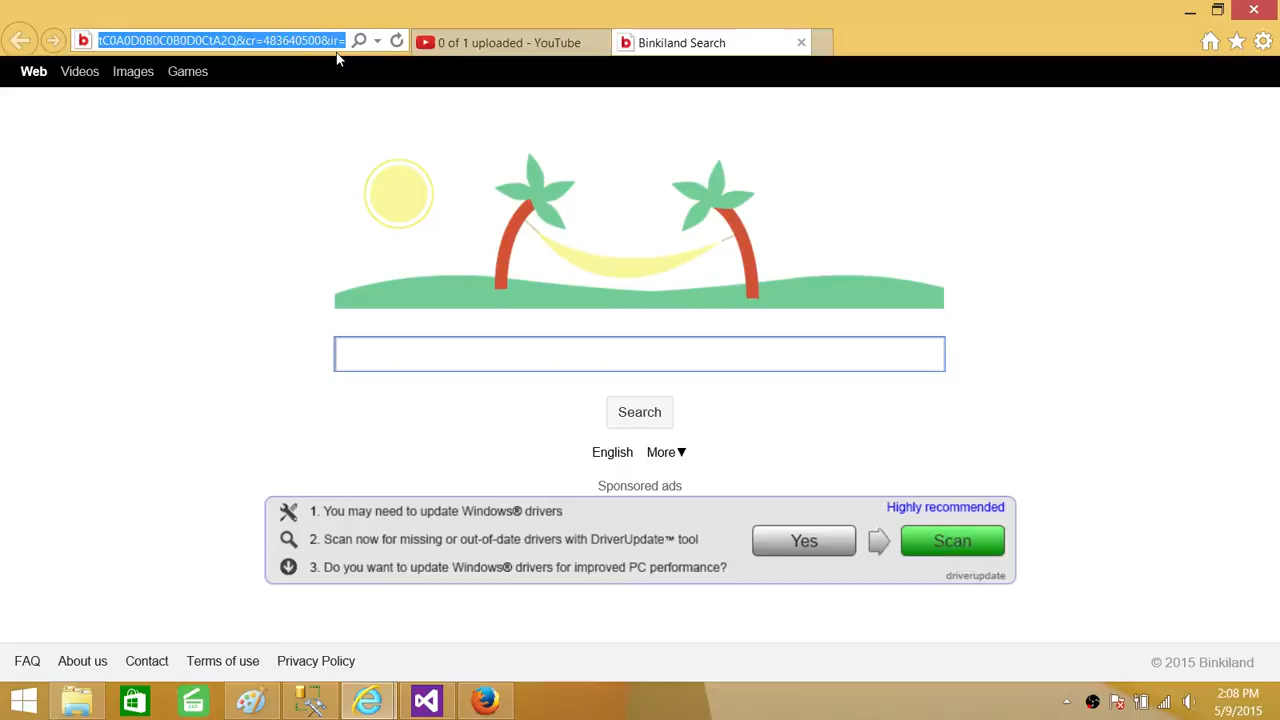 tC0A0D0B0C0B0D0CtA2Q&cr=483640500&ir=
0 of 1 uploaded - YouTube
Binkiland Search
Web Videos Images Games
Search
English More▼
Sponsored ads
1. You may need to update Windows® drivers
2. Scan now for missing or out-of-date drivers with DriverUpdate™ tool
3. Do you want to update Windows® drivers for improved PC performance?
Yes
Highly recommended
Scan
driverupdate
FAQ About us Contact Terms of use Privacy Policy
© 2015 Binkiland
2:08 PM
5/9/2015